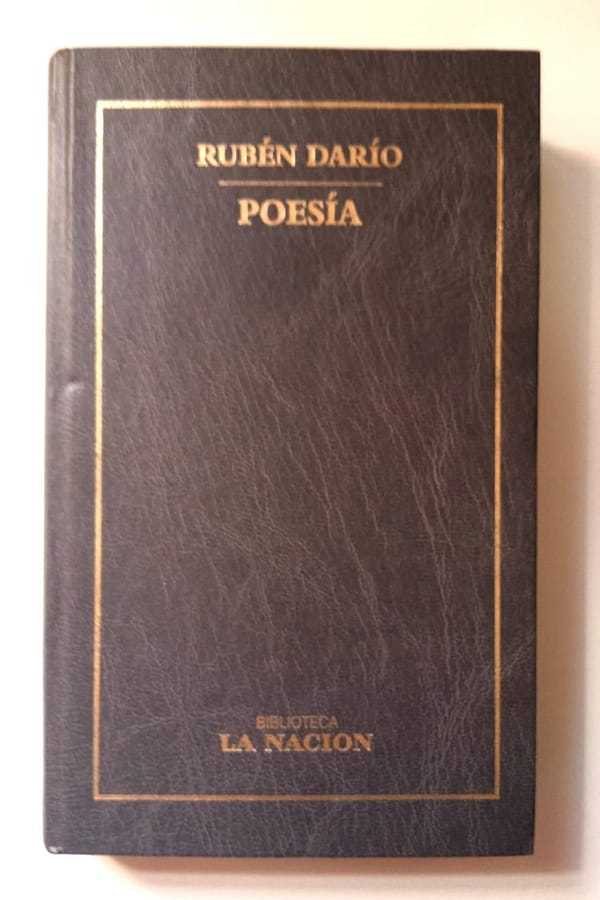 RUBÉN DARÍO
POESÍA
BIBLIOTECA
LA NACION